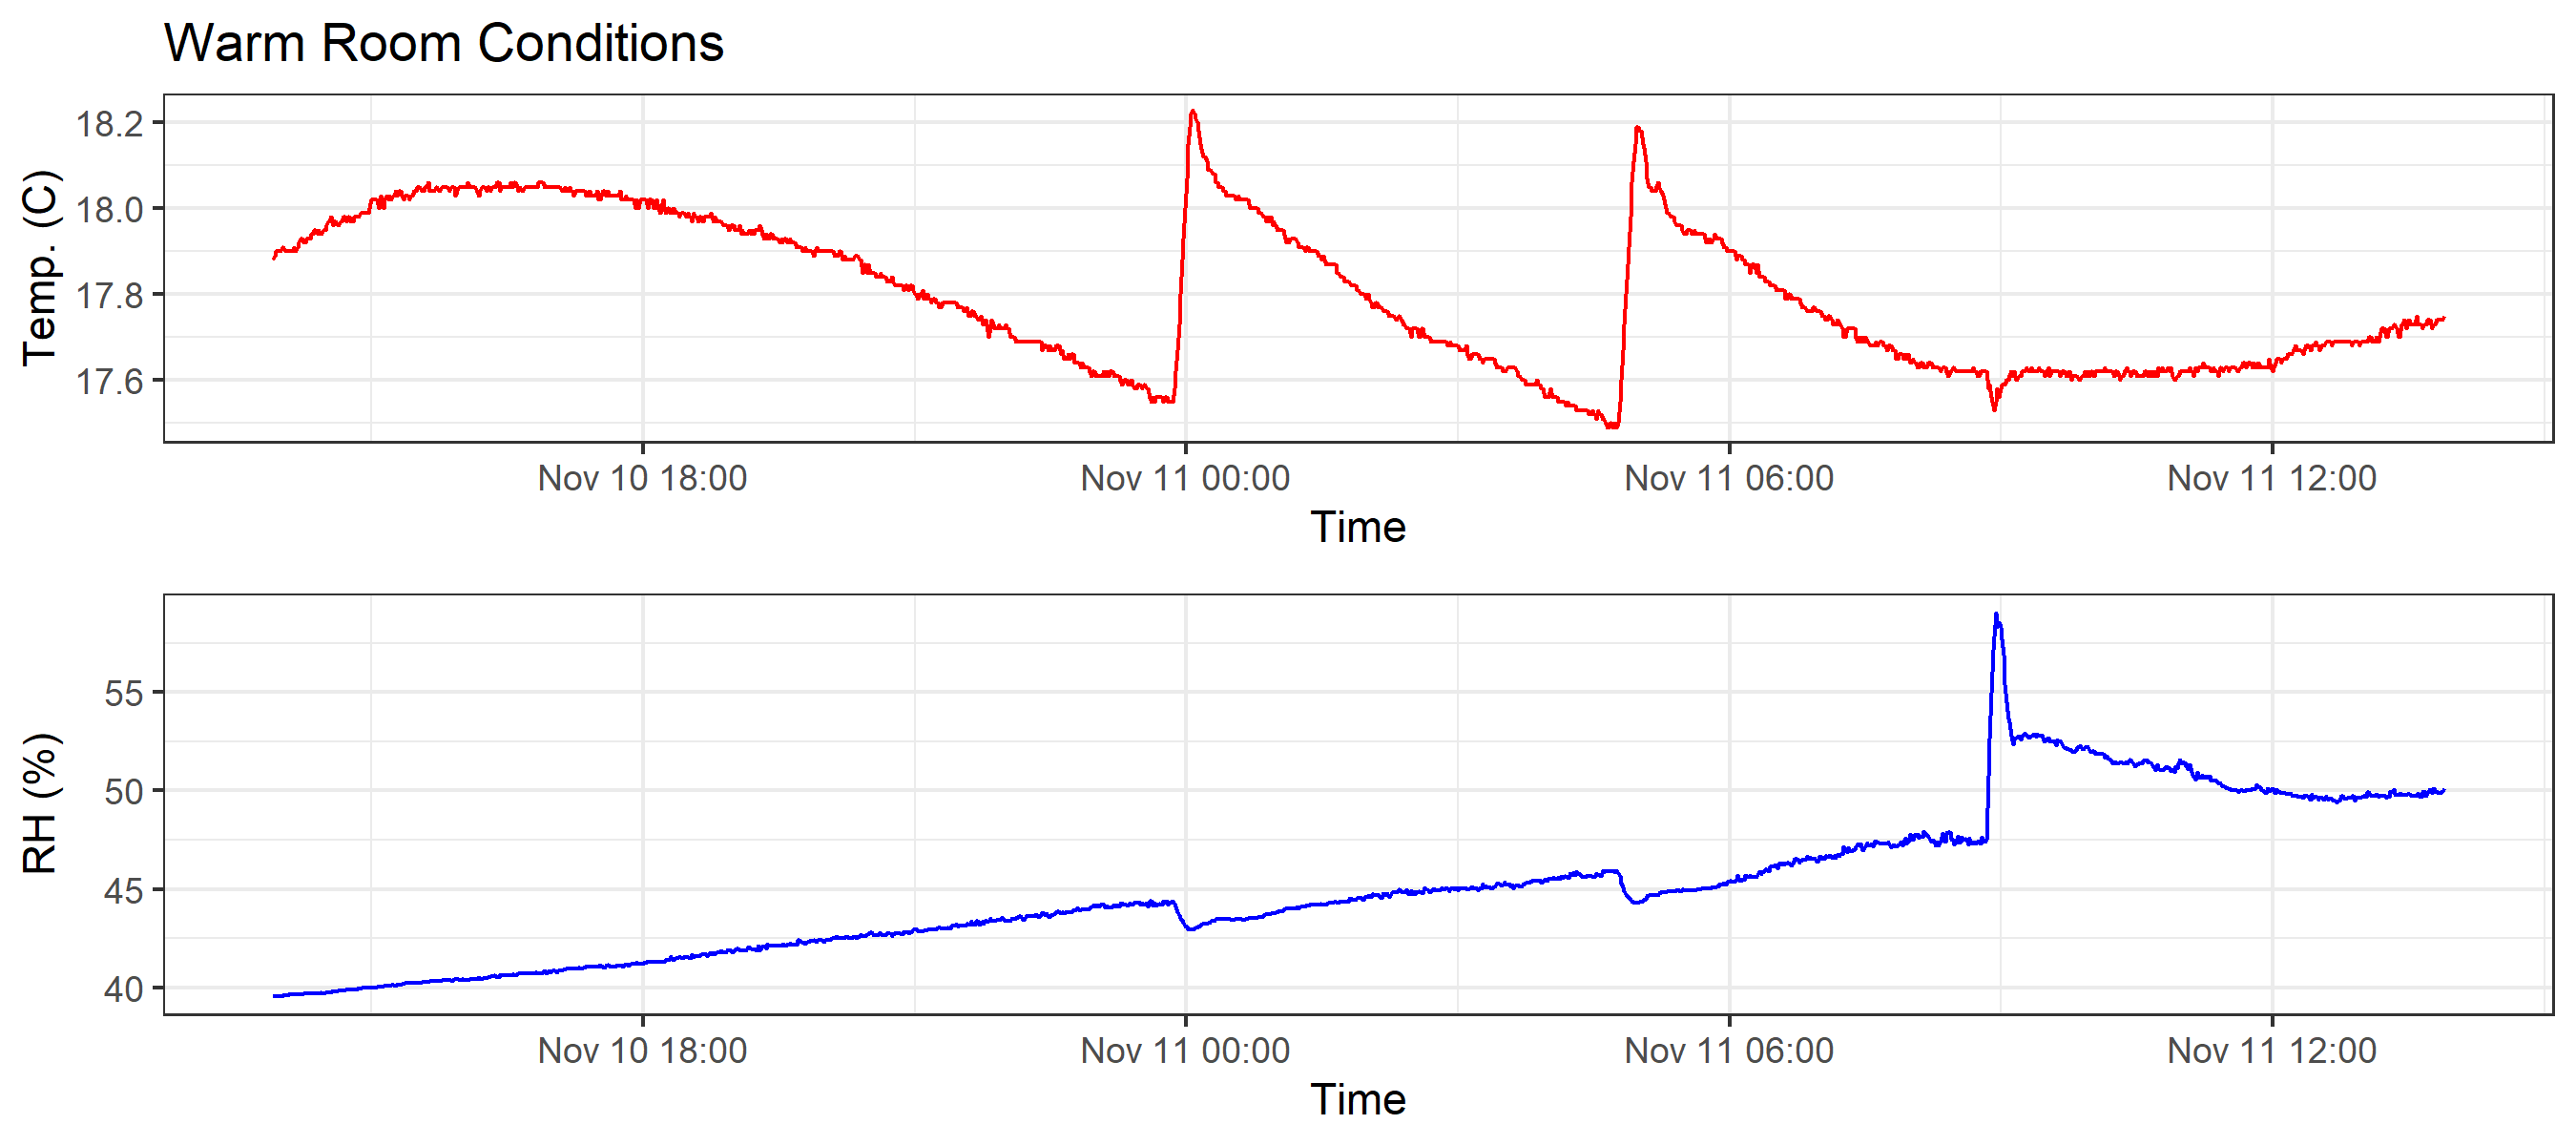 Warm Room Conditions
Temp. (C)
18.2
18.0
17.8
17.6
Nov 10 18:00 Nov 11 00:00 Nov 11 06:00 Nov 11 12:00
Time
RH (%)
55
50
45
40
Nov 10 18:00 Nov 11 00:00 Nov 11 06:00 Nov 11 12:00
Time